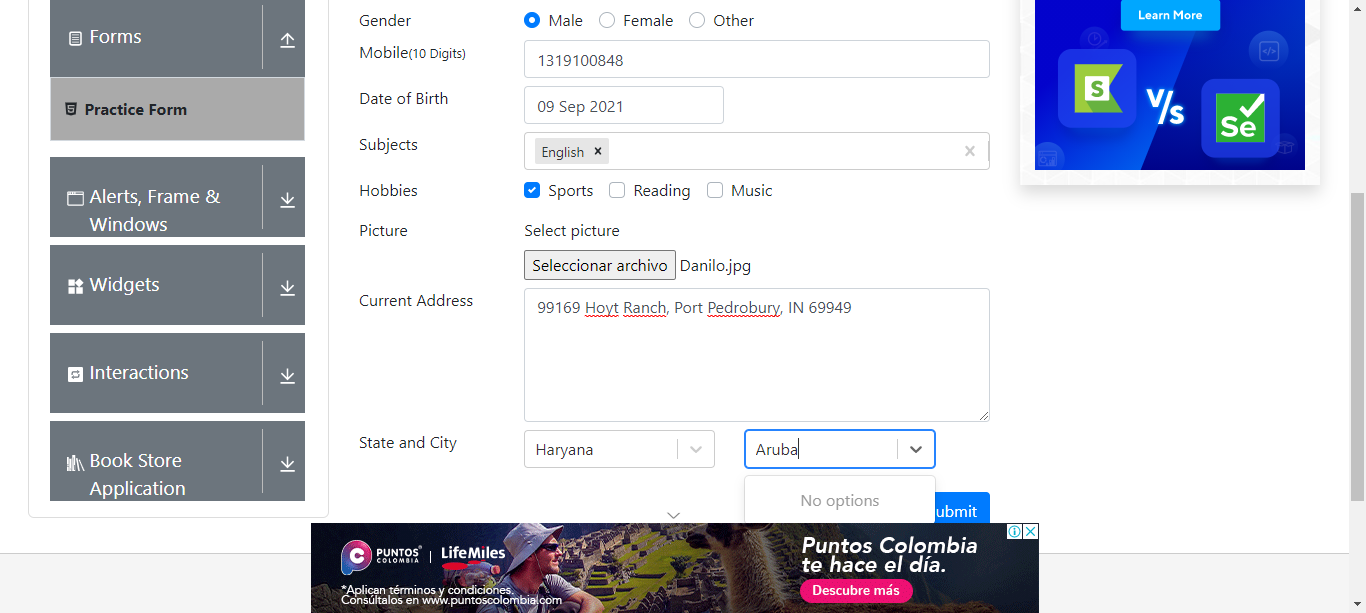 Forms
Practice Form
Alerts, Frame &
Windows
Widgets
Interactions
Book Store
Application
Gender
Male Female Other
Mobile(10 Digits)
1319100848
Date of Birth
09 Sep 2021
Subjects
English ×
×
Hobbies
Sports Reading Music
Picture
Select picture
Seleccionar archivo Danilo.jpg
Current Address
99169 Hoyt Ranch, Port Pedrobury, IN 69949
State and City
Haryana
Aruba
No options
ubmit
Learn More
S
V/s
Se
PUNTOS
COLOMBIA
LifeMiles
*Aplican términos y condiciones.
Consúltalos en www.puntoscolombia.com
Puntos Colombia
te hace el día.
Descubre más